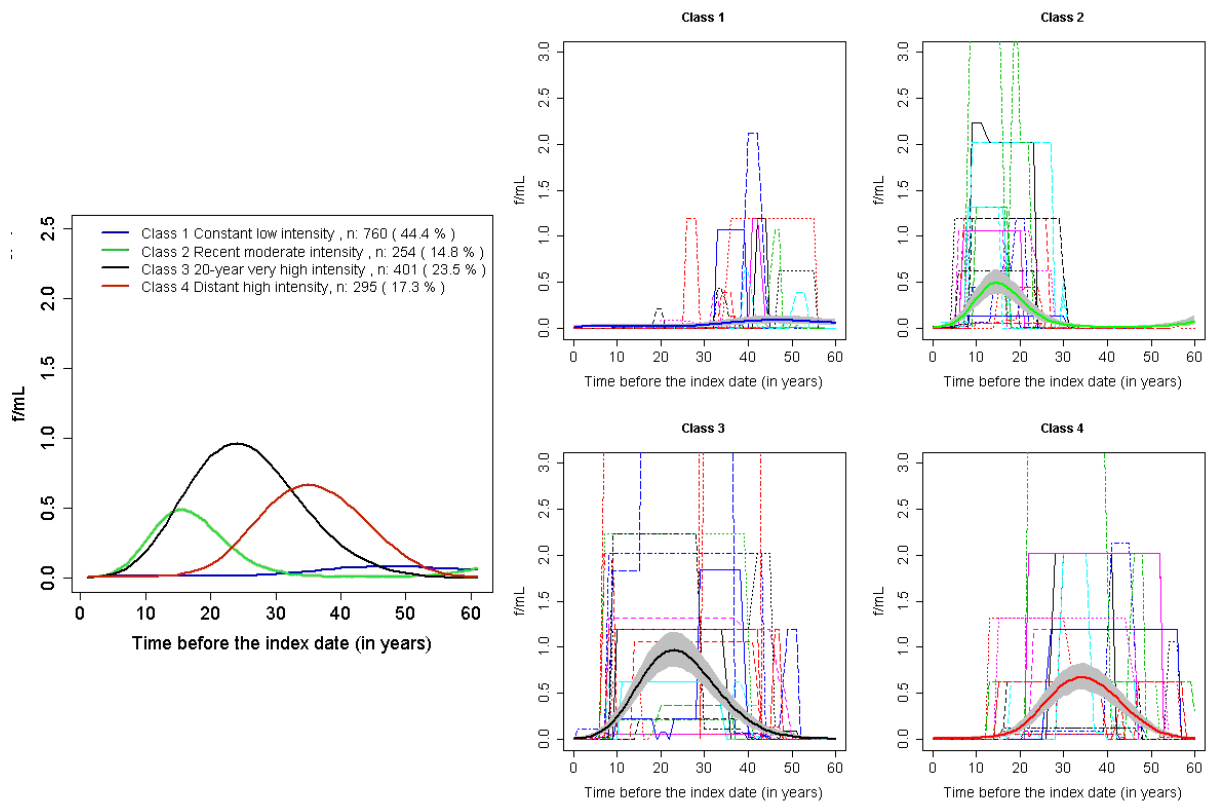 2.5
2.0
1.5
1.0
0.5
0.0
f/mL
Class 1 Constant low intensity , n: 760 ( 44.4 % )
Class 2 Recent moderate intensity , n: 254 ( 14.8 % )
Class 3 20-year very high intensity , n: 401 ( 23.5 % )
Class 4 Distant high intensity, n: 295 ( 17.3 % )
0 10 20 30 40 50 60
Time before the index date (in years)
Class 1
3.0
2.5
2.0
1.5
1.0
0.5
0.0
f/mL
0 10 20 30 40 50 60
Time before the index date (in years)
Class 2
3.0
2.5
2.0
1.5
1.0
0.5
0.0
f/mL
0 10 20 30 40 50 60
Time before the index date (in years)
Class 3
3.0
2.5
2.0
1.5
1.0
0.5
0.0
f/mL
0 10 20 30 40 50 60
Time before the index date (in years)
Class 4
3.0
2.5
2.0
1.5
1.0
0.5
0.0
f/mL
0 10 20 30 40 50 60
Time before the index date (in years)